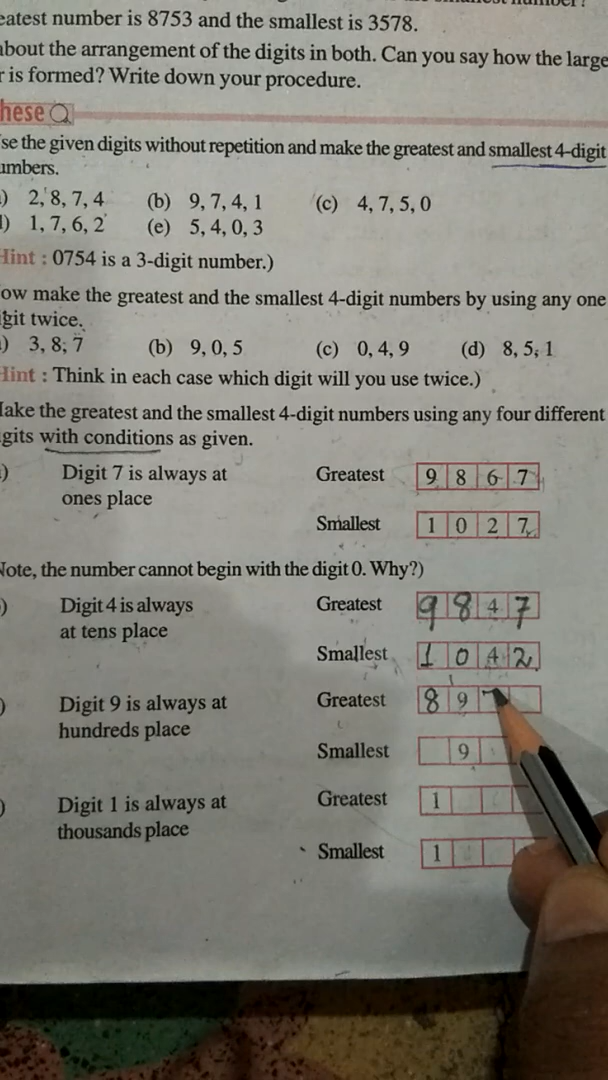 eatest number is 8753 and the smallest is 3578.
about the arrangement of the digits in both. Can you say how the large
r is formed? Write down your procedure.
hese
se the given digits without repetition and make the greatest and smallest 4-digit
umbers.
) 2, 8, 7, 4 (b) 9, 7, 4, 1 (c) 4, 7, 5, 0
) 1, 7, 6, 2 (e) 5, 4, 0, 3
Hint : 0754 is a 3-digit number.)
ow make the greatest and the smallest 4-digit numbers by using any one
git twice.
) 3, 8, 7 (b) 9, 0, 5 (c) 0, 4, 9 (d) 8, 5, 1
Hint : Think in each case which digit will you use twice.)
Make the greatest and the smallest 4-digit numbers using any four different
gits with conditions as given.
) Digit 7 is always at Greatest 9 8 6 7
ones place
Smallest 1 0 2 7
Note, the number cannot begin with the digit 0. Why?)
) Digit 4 is always Greatest 9 8 4 7
at tens place
Smallest 1 0 4 2
) Digit 9 is always at Greatest 8 9 7
hundreds place
Smallest 9
) Digit 1 is always at Greatest 1
thousands place
Smallest 1